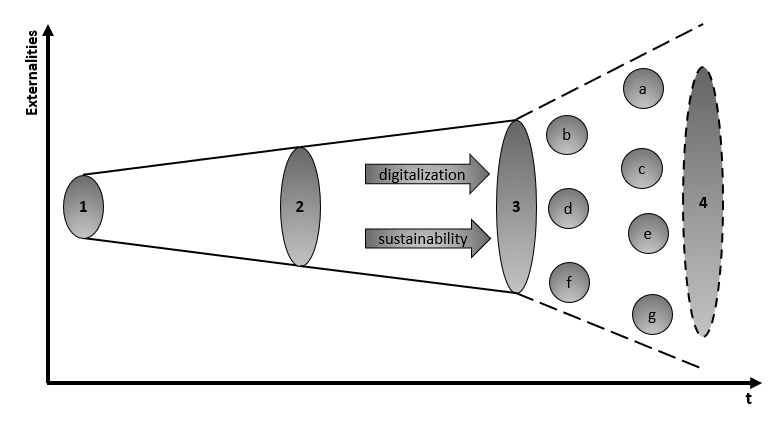 Externalities
a
b
digitalization
c
1
2
3
d
4
sustainability
e
f
g
t